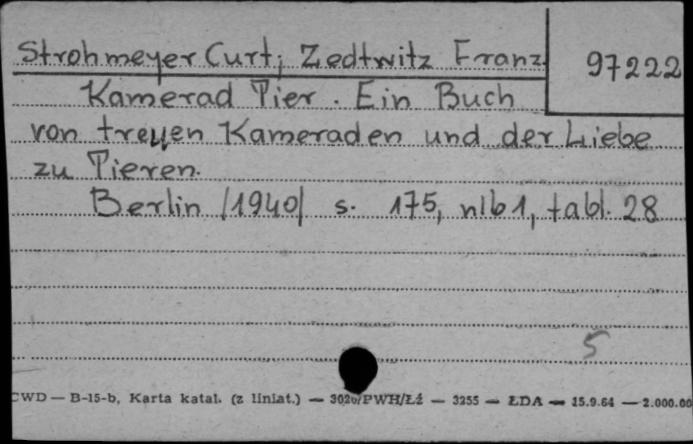 Strohmeyer Curt; Zedtwitz Franz.
97222
Kamerad Tier. Ein Buch
von treuen Kameraden und der Liebe
zu Tieren.
Berlin /1940/ s. 175, nlb 1, tabl. 28
5
CWD — B-15-b, Karta katal. (z liniat.) — 3026/PWH/Łź — 3255 — ŁDA — 15.9.64 — 2.000.00